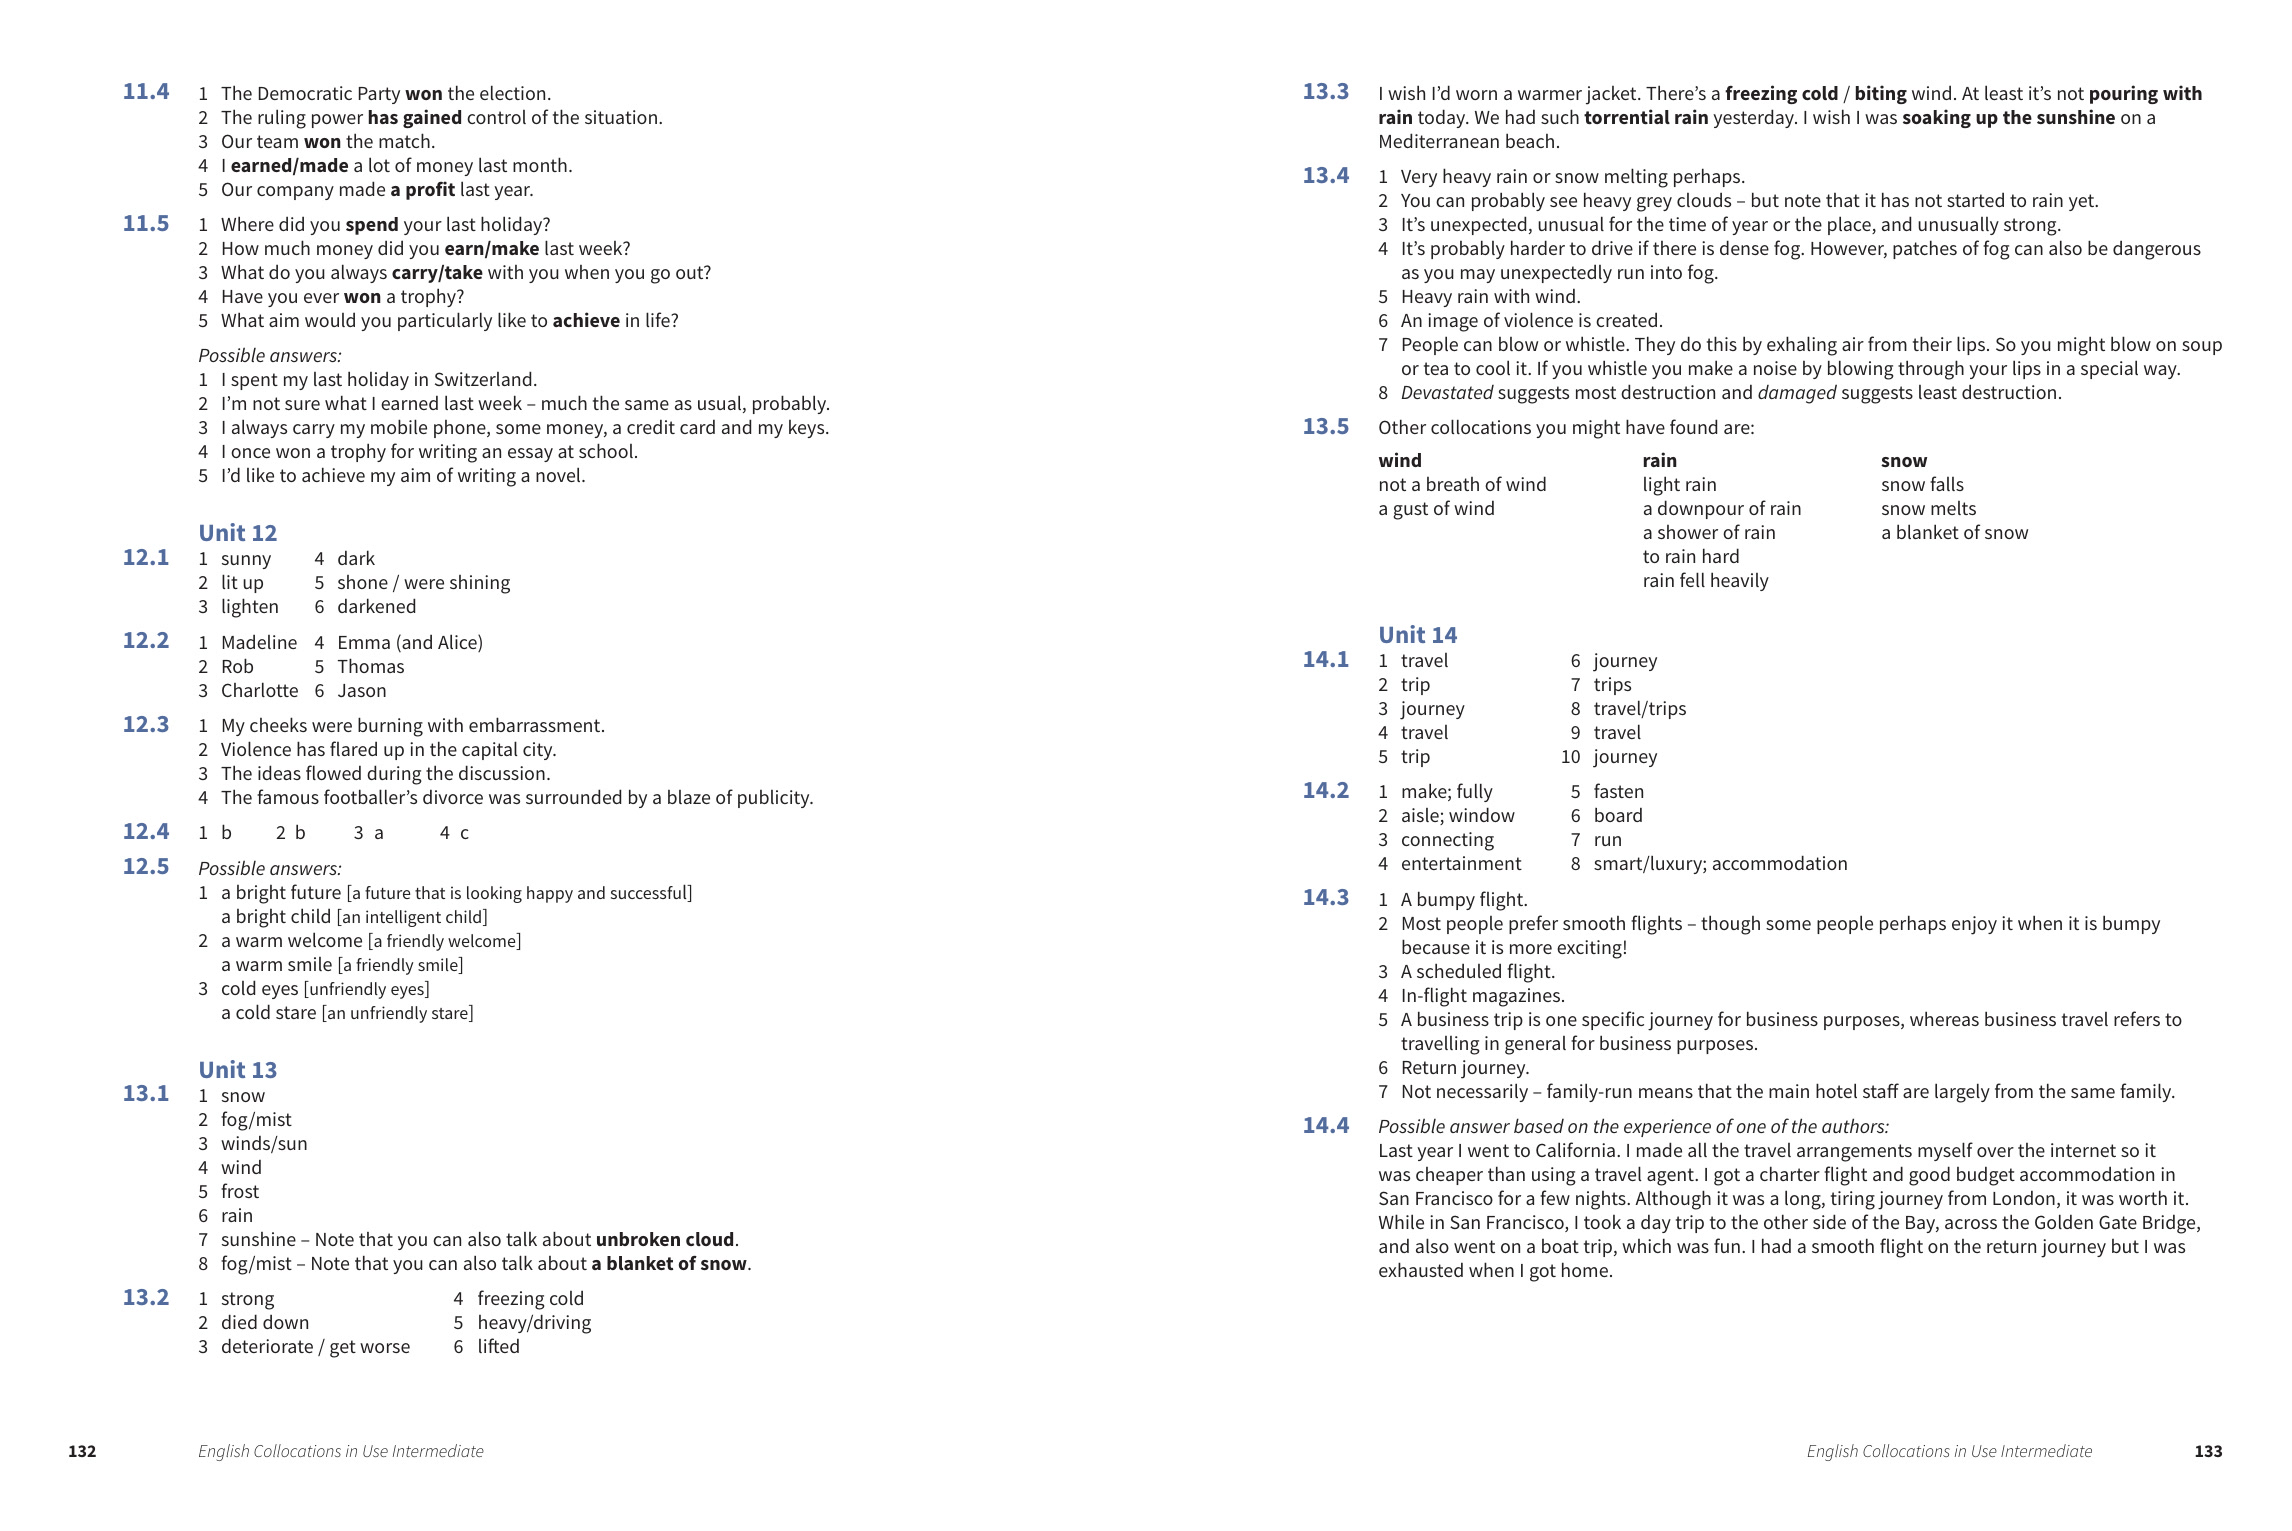 11.4 1 The Democratic Party won the election.
2 The ruling power has gained control of the situation.
3 Our team won the match.
4 I earned/made a lot of money last month.
5 Our company made a profit last year.
11.5 1 Where did you spend your last holiday?
2 How much money did you earn/make last week?
3 What do you always carry/take with you when you go out?
4 Have you ever won a trophy?
5 What aim would you particularly like to achieve in life?
Possible answers:
1 I spent my last holiday in Switzerland.
2 I’m not sure what I earned last week – much the same as usual, probably.
3 I always carry my mobile phone, some money, a credit card and my keys.
4 I once won a trophy for writing an essay at school.
5 I’d like to achieve my aim of writing a novel.
Unit 12
12.1 1 sunny 4 dark
2 lit up 5 shone / were shining
3 lighten 6 darkened
12.2 1 Madeline 4 Emma (and Alice)
2 Rob 5 Thomas
3 Charlotte 6 Jason
12.3 1 My cheeks were burning with embarrassment.
2 Violence has flared up in the capital city.
3 The ideas flowed during the discussion.
4 The famous footballer’s divorce was surrounded by a blaze of publicity.
12.4 1 b 2 b 3 a 4 c
12.5 Possible answers:
1 a bright future [a future that is looking happy and successful]
a bright child [an intelligent child]
2 a warm welcome [a friendly welcome]
a warm smile [a friendly smile]
3 cold eyes [unfriendly eyes]
a cold stare [an unfriendly stare]
Unit 13
13.1 1 snow
2 fog/mist
3 winds/sun
4 wind
5 frost
6 rain
7 sunshine – Note that you can also talk about unbroken cloud.
8 fog/mist – Note that you can also talk about a blanket of snow.
13.2 1 strong 4 freezing cold
2 died down 5 heavy/driving
3 deteriorate / get worse 6 lifted
132 English Collocations in Use Intermediate
13.3 I wish I’d worn a warmer jacket. There’s a freezing cold / biting wind. At least it’s not pouring with
rain today. We had such torrential rain yesterday. I wish I was soaking up the sunshine on a
Mediterranean beach.
13.4 1 Very heavy rain or snow melting perhaps.
2 You can probably see heavy grey clouds – but note that it has not started to rain yet.
3 It’s unexpected, unusual for the time of year or the place, and unusually strong.
4 It’s probably harder to drive if there is dense fog. However, patches of fog can also be dangerous
as you may unexpectedly run into fog.
5 Heavy rain with wind.
6 An image of violence is created.
7 People can blow or whistle. They do this by exhaling air from their lips. So you might blow on soup
or tea to cool it. If you whistle you make a noise by blowing through your lips in a special way.
8 Devastated suggests most destruction and damaged suggests least destruction.
13.5 Other collocations you might have found are:
wind rain snow
not a breath of wind light rain snow falls
a gust of wind a downpour of rain snow melts
a shower of rain a blanket of snow
to rain hard
rain fell heavily
Unit 14
14.1 1 travel 6 journey
2 trip 7 trips
3 journey 8 travel/trips
4 travel 9 travel
5 trip 10 journey
14.2 1 make; fully 5 fasten
2 aisle; window 6 board
3 connecting 7 run
4 entertainment 8 smart/luxury; accommodation
14.3 1 A bumpy flight.
2 Most people prefer smooth flights – though some people perhaps enjoy it when it is bumpy
because it is more exciting!
3 A scheduled flight.
4 In-flight magazines.
5 A business trip is one specific journey for business purposes, whereas business travel refers to
travelling in general for business purposes.
6 Return journey.
7 Not necessarily – family-run means that the main hotel staff are largely from the same family.
14.4 Possible answer based on the experience of one of the authors:
Last year I went to California. I made all the travel arrangements myself over the internet so it
was cheaper than using a travel agent. I got a charter flight and good budget accommodation in
San Francisco for a few nights. Although it was a long, tiring journey from London, it was worth it.
While in San Francisco, I took a day trip to the other side of the Bay, across the Golden Gate Bridge,
and also went on a boat trip, which was fun. I had a smooth flight on the return journey but I was
exhausted when I got home.
English Collocations in Use Intermediate 133